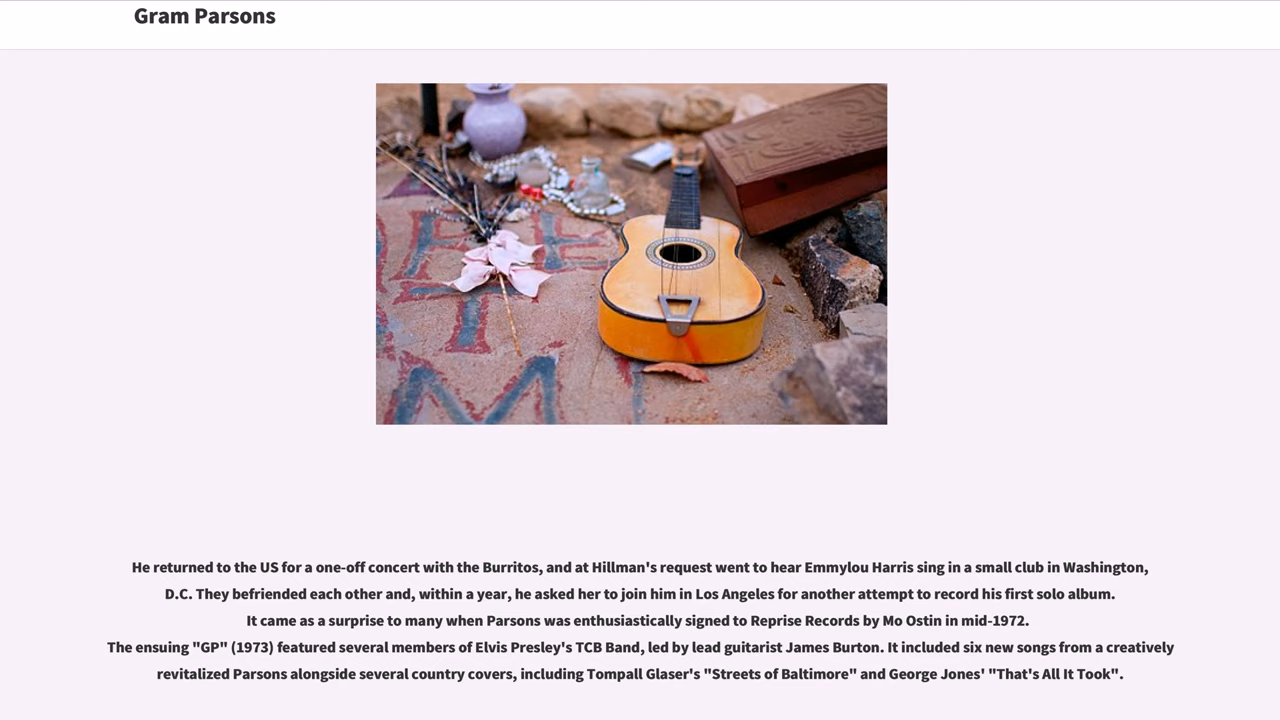 Gram Parsons
He returned to the US for a one-off concert with the Burritos, and at Hillman's request went to hear Emmylou Harris sing in a small club in Washington,
D.C. They befriended each other and, within a year, he asked her to join him in Los Angeles for another attempt to record his first solo album.
It came as a surprise to many when Parsons was enthusiastically signed to Reprise Records by Mo Ostin in mid-1972.
The ensuing "GP" (1973) featured several members of Elvis Presley's TCB Band, led by lead guitarist James Burton. It included six new songs from a creatively
revitalized Parsons alongside several country covers, including Tompall Glaser's "Streets of Baltimore" and George Jones' "That's All It Took".